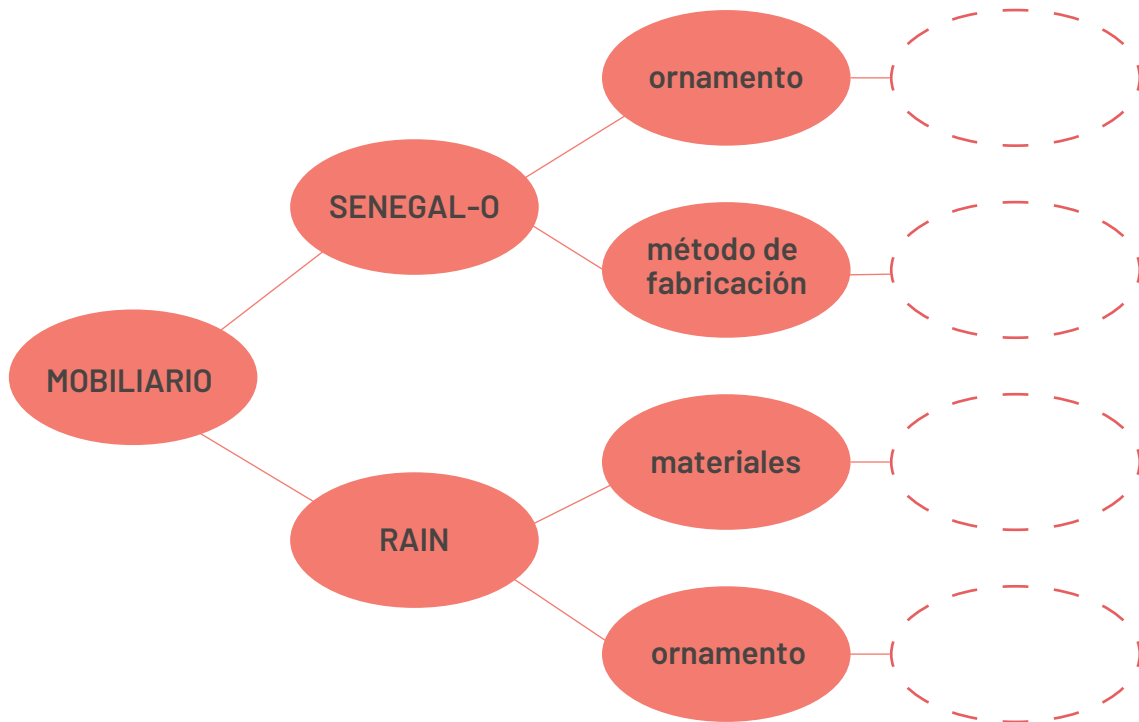 ornamento
SENEGAL-O
método de
fabricación
MOBILIARIO
materiales
RAIN
ornamento